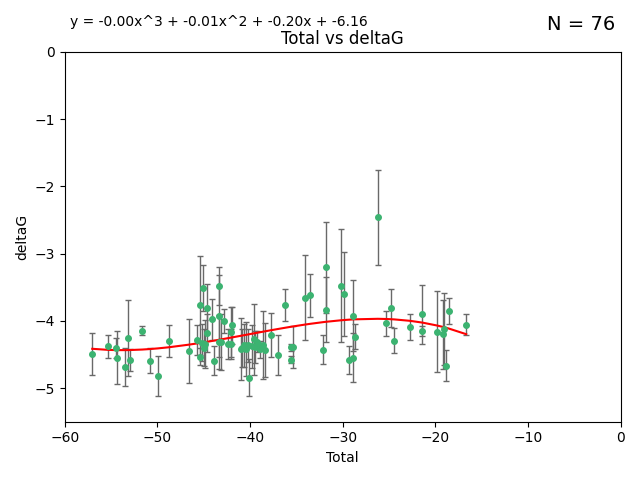 y = -0.00x^3 + -0.01x^2 + -0.20x + -6.16
N = 76
Total vs deltaG
0
−1
−2
−3
−4
−5
deltaG
−60 −50 −40 −30 −20 −10 0
Total